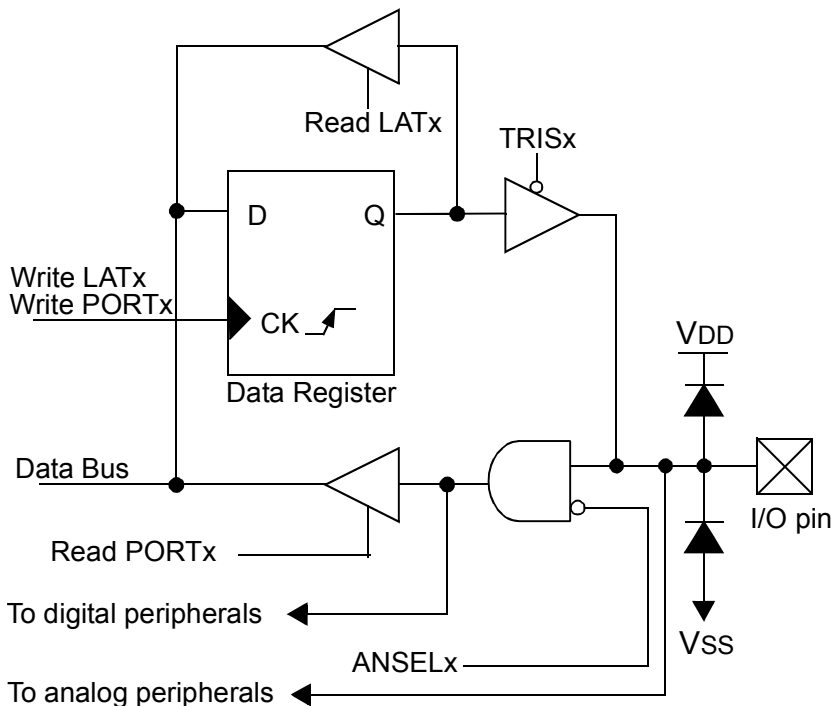 Read LATx
TRISx
D
Q
Write LATx
Write PORTx
CK
VDD
Data Register
Data Bus
I/O pin
Read PORTx
To digital peripherals
VSS
ANSELx
To analog peripherals